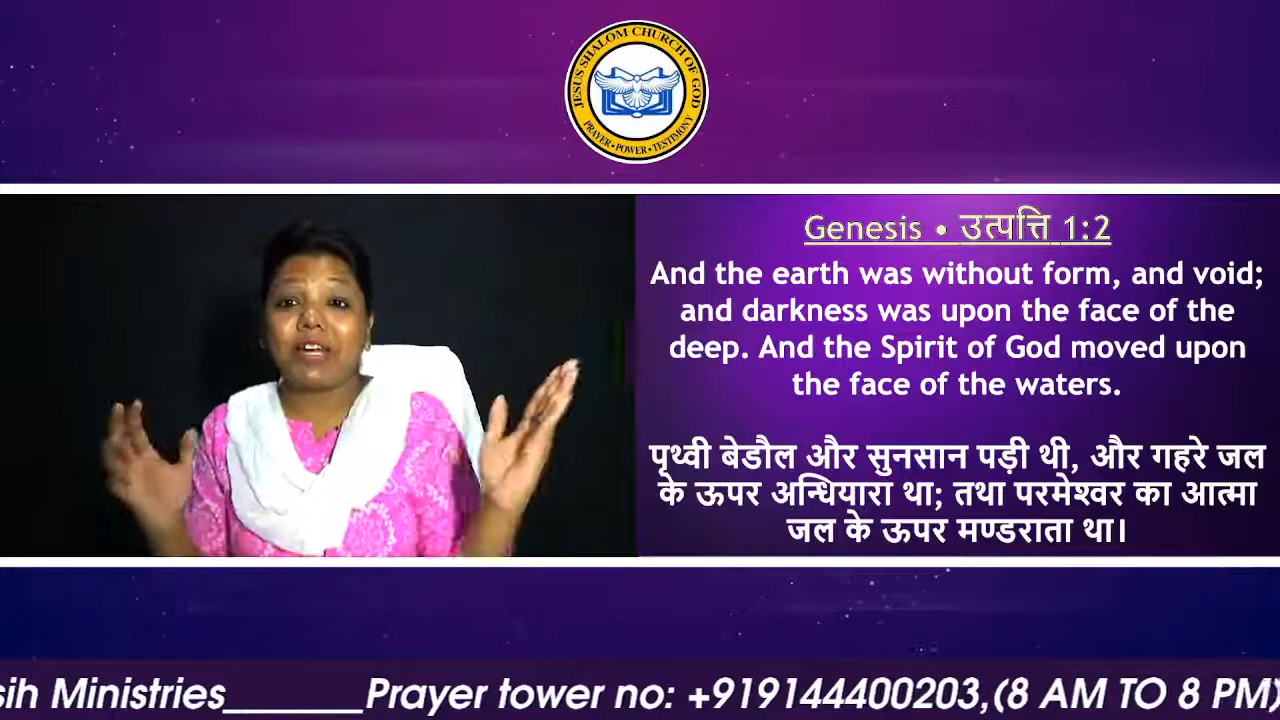 JESUS SHALOM CHURCH OF GOD
PRAYER • POWER • TESTIMONY
Genesis • उत्पत्ति 1:2
And the earth was without form, and void;
and darkness was upon the face of the
deep. And the Spirit of God moved upon
the face of the waters.
पृथ्वी बेडौल और सुनसान पड़ी थी, और गहरे जल
के ऊपर अन्धियारा था; तथा परमेश्वर का आत्मा
जल के ऊपर मण्डराता था।
sih Ministries_______Prayer tower no: +919144400203,(8 AM TO 8 PM)